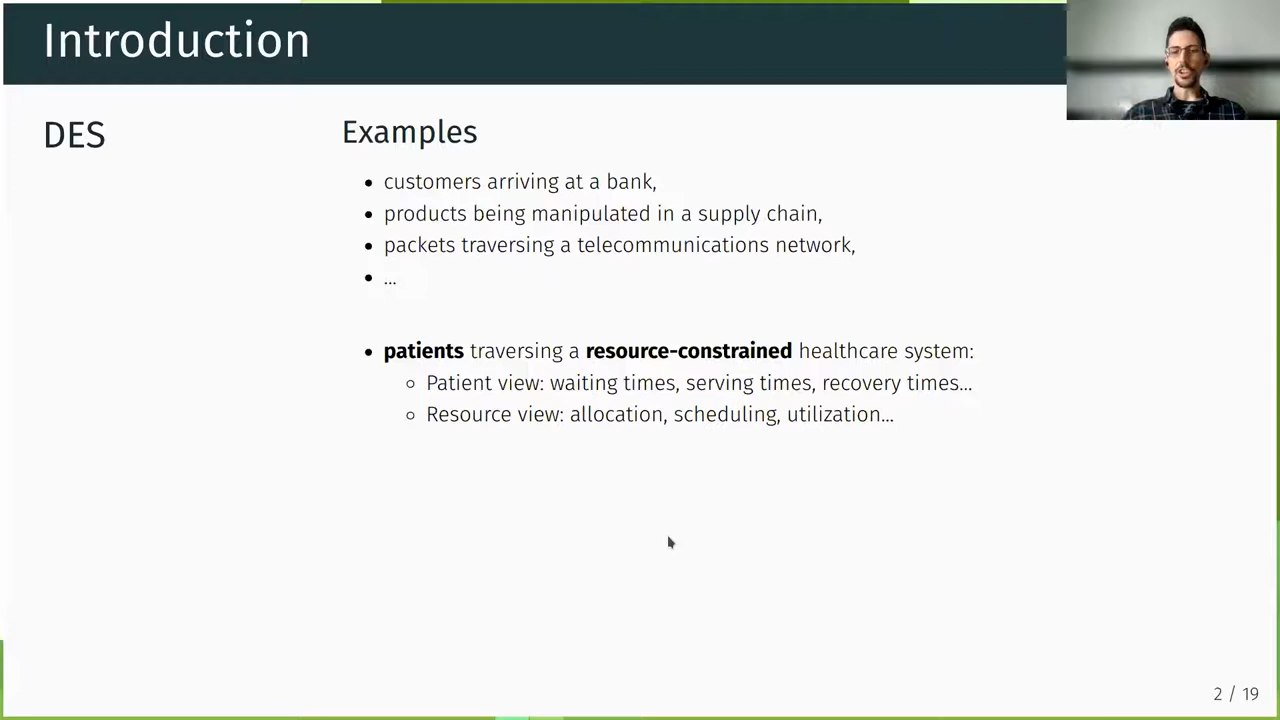 Introduction
DES
Examples
• customers arriving at a bank,
• products being manipulated in a supply chain,
• packets traversing a telecommunications network,
• ...
• patients traversing a resource-constrained healthcare system:
◦ Patient view: waiting times, serving times, recovery times...
◦ Resource view: allocation, scheduling, utilization...
2 / 19